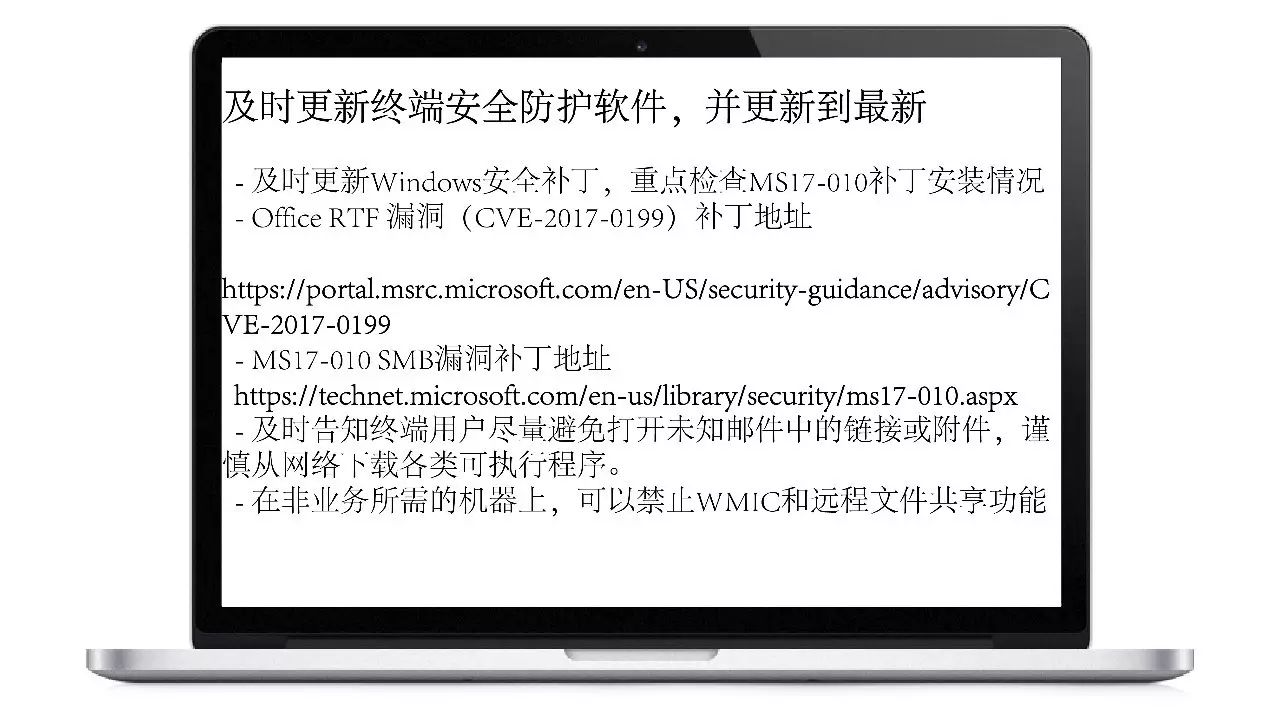 及时更新终端安全防护软件，并更新到最新
- 及时更新Windows安全补丁，重点检查MS17-010补丁安装情况
- Office RTF 漏洞（CVE-2017-0199）补丁地址
https://portal.msrc.microsoft.com/en-US/security-guidance/advisory/C
VE-2017-0199
- MS17-010 SMB漏洞补丁地址
https://technet.microsoft.com/en-us/library/security/ms17-010.aspx
- 及时告知终端用户尽量避免打开未知邮件中的链接或附件，谨
慎从网络下载各类可执行程序。
- 在非业务所需的机器上，可以禁止WMIC和远程文件共享功能